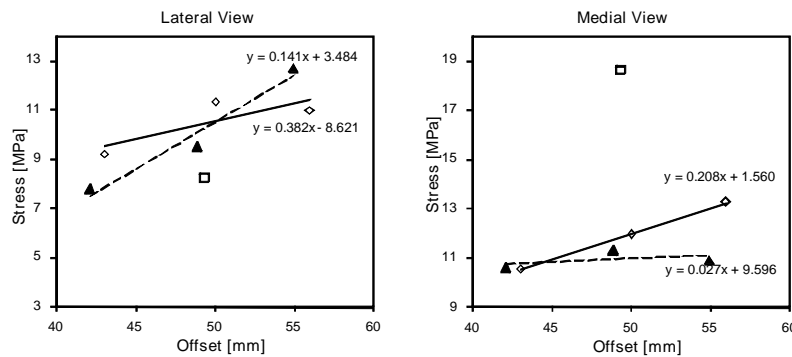 Lateral View
13
11
9
7
5
3
Stress [MPa]
y = 0.141x + 3.484
y = 0.382x - 8.621
40 45 50 55 60
Offset [mm]
Medial View
19
17
15
13
11
9
Stress [MPa]
y = 0.208x + 1.560
y = 0.027x + 9.596
40 45 50 55 60
Offset [mm]